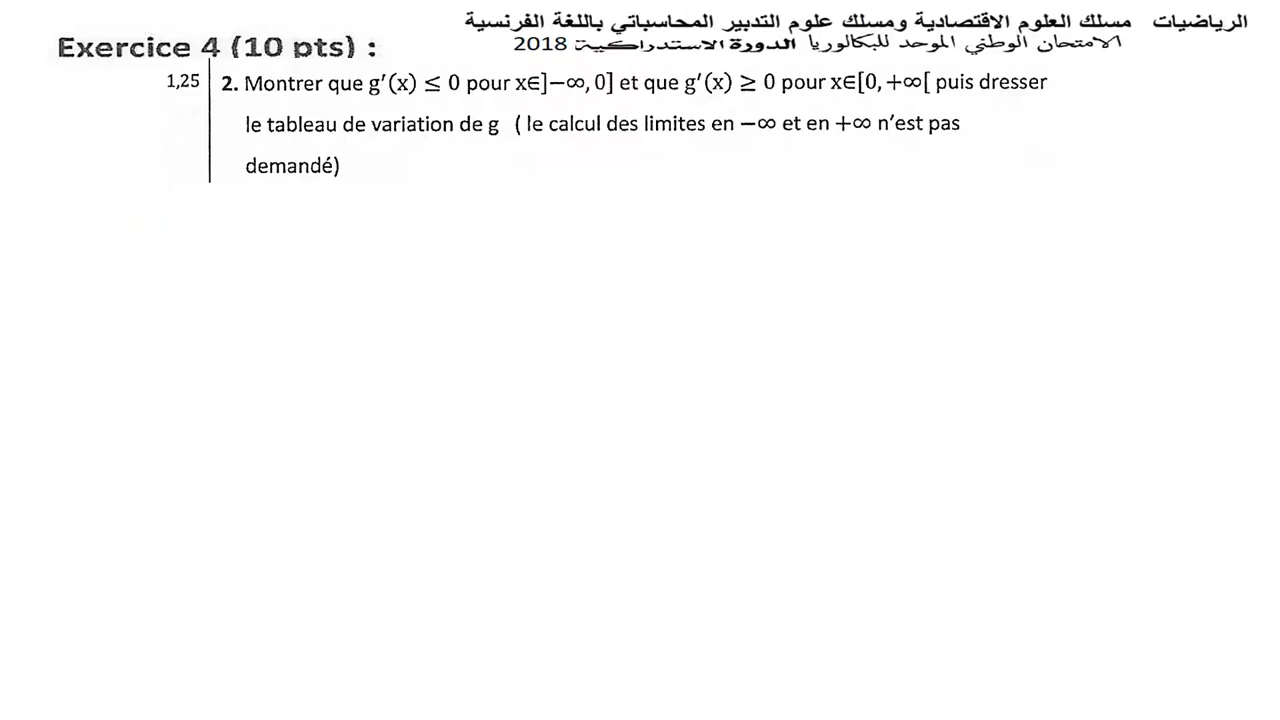 الرياضيات مسلك العلوم الاقتصادية ومسلك علوم التدبير المحاسباتي باللغة الفرنسية
الامتحان الوطني الموحد للبكالوريا الدورة الاستدراكية 2018
Exercice 4 (10 pts) :
1,25 2. Montrer que g′(x) ≤ 0 pour x∈]−∞, 0] et que g′(x) ≥ 0 pour x∈[0, +∞[ puis dresser
le tableau de variation de g ( le calcul des limites en −∞ et en +∞ n’est pas
demandé)